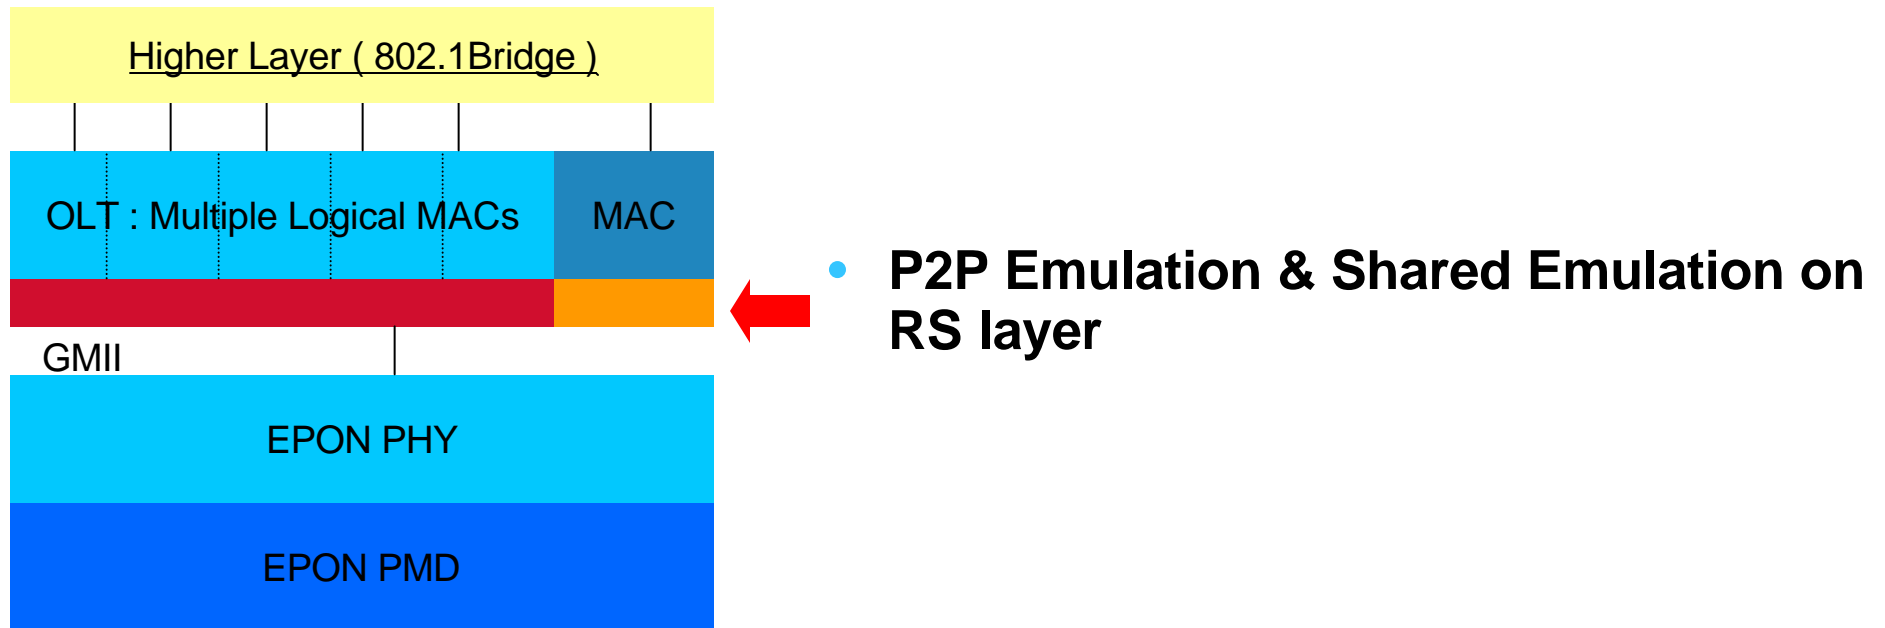 Higher Layer ( 802.1Bridge )
OLT : Multiple Logical MACs
MAC
• P2P Emulation & Shared Emulation on
RS layer
GMII
EPON PHY
EPON PMD